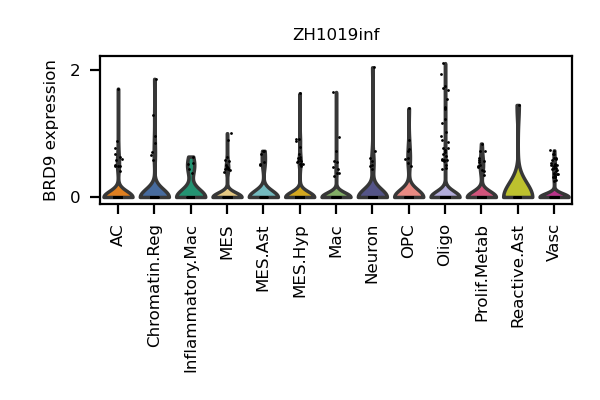 ZH1019inf
BRD9 expression
2
0
AC
Chromatin.Reg
Inflammatory.Mac
MES
MES.Ast
MES.Hyp
Mac
Neuron
OPC
Oligo
Prolif.Metab
Reactive.Ast
Vasc